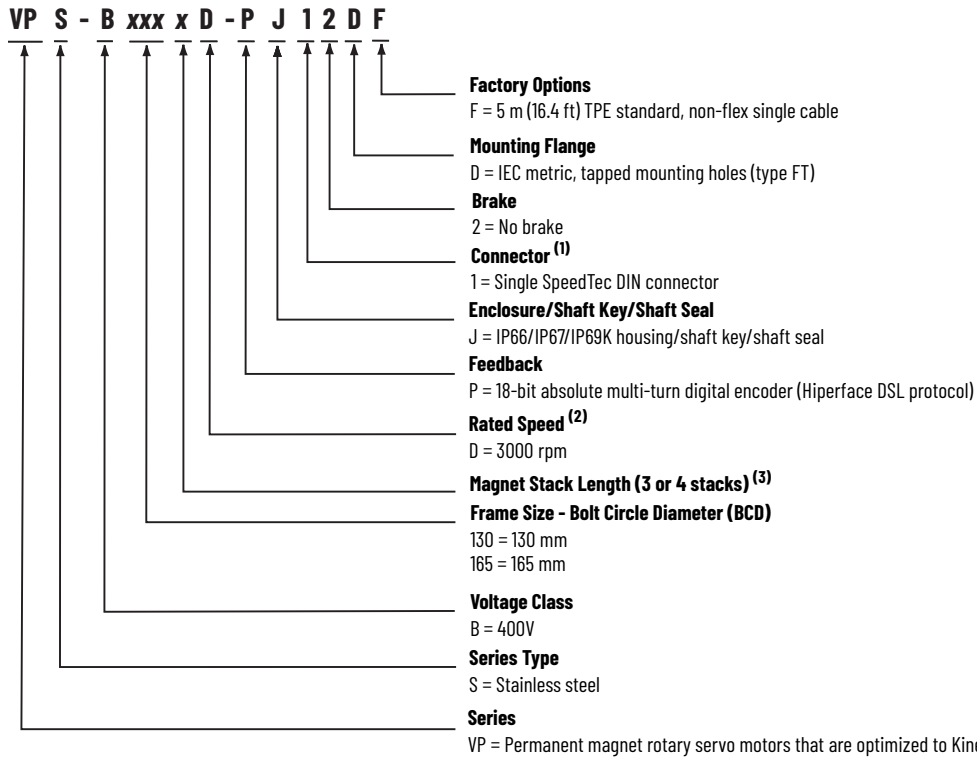 VP S - B xxx x D - P J 1 2 D F
Factory Options
F = 5 m (16.4 ft) TPE standard, non-flex single cable
Mounting Flange
D = IEC metric, tapped mounting holes (type FT)
Brake
2 = No brake
Connector (1)
1 = Single SpeedTec DIN connector
Enclosure/Shaft Key/Shaft Seal
J = IP66/IP67/IP69K housing/shaft key/shaft seal
Feedback
P = 18-bit absolute multi-turn digital encoder (Hiperface DSL protocol)
Rated Speed (2)
D = 3000 rpm
Magnet Stack Length (3 or 4 stacks) (3)
Frame Size - Bolt Circle Diameter (BCD)
130 = 130 mm
165 = 165 mm
Voltage Class
B = 400V
Series Type
S = Stainless steel
Series
VP = Permanent magnet rotary servo motors that are optimized to